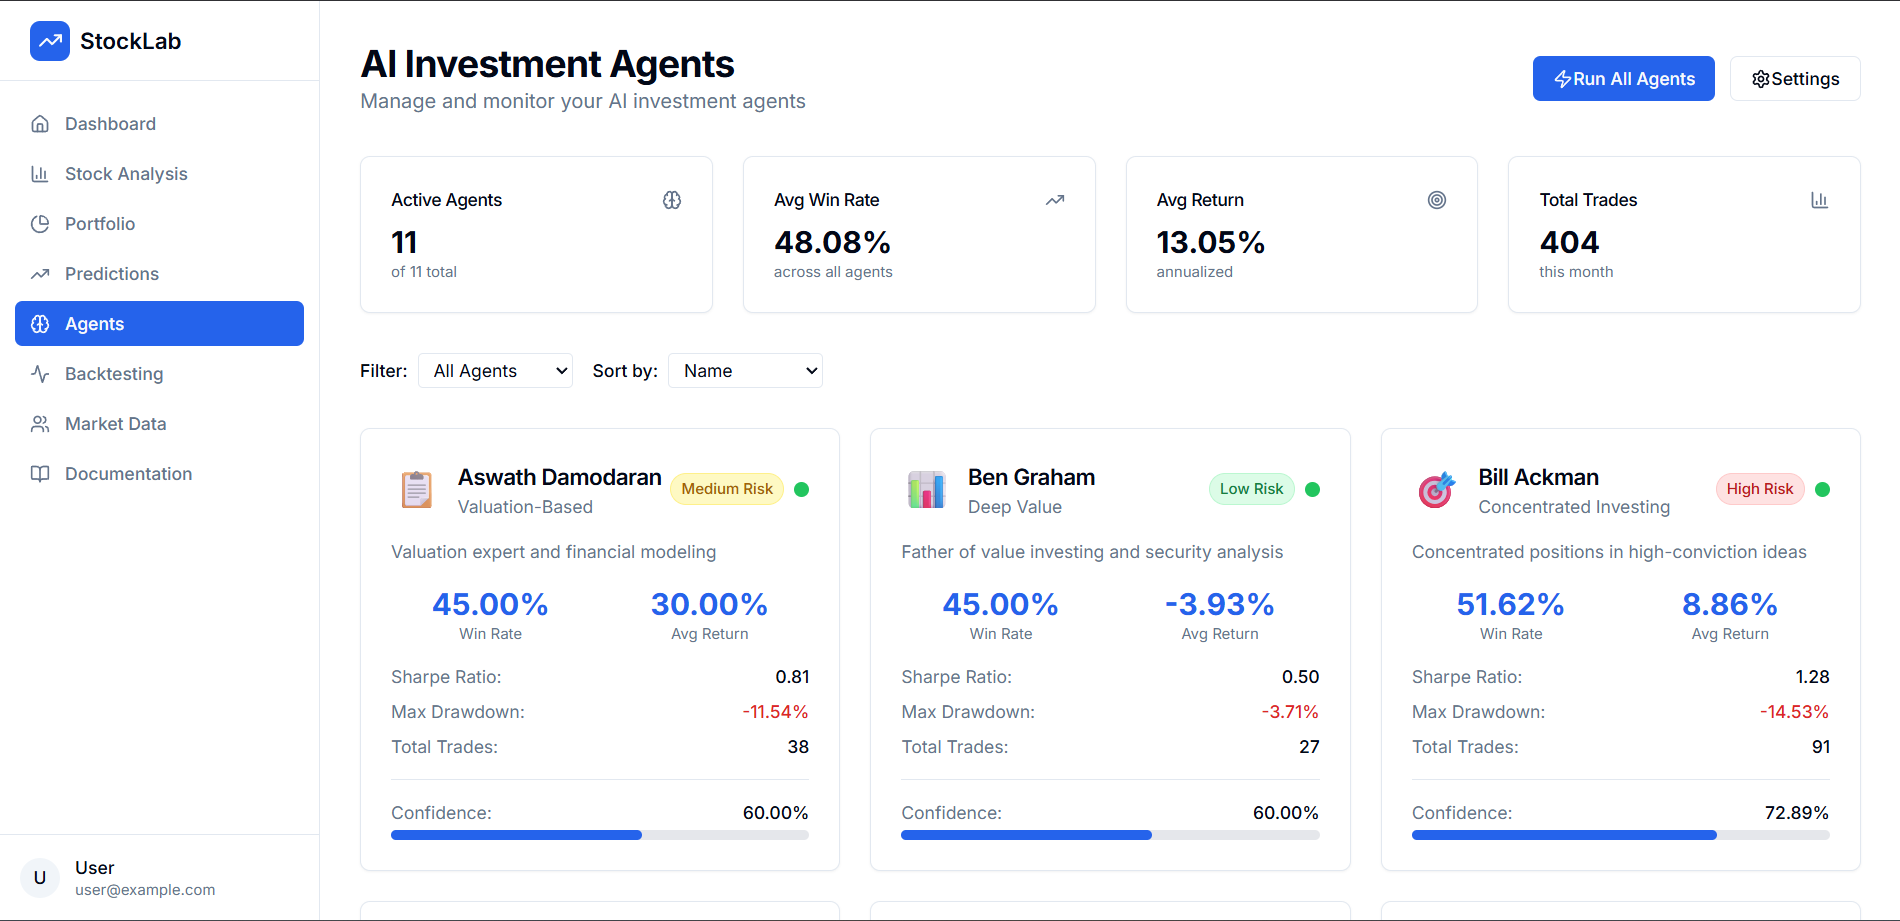 StockLab
Dashboard
Stock Analysis
Portfolio
Predictions
Agents
Backtesting
Market Data
Documentation
U
User
user@example.com
AI Investment Agents
Manage and monitor your AI investment agents
Run All Agents
Settings
Active Agents
11
of 11 total
Avg Win Rate
48.08%
across all agents
Avg Return
13.05%
annualized
Total Trades
404
this month
Filter: All Agents Sort by: Name
Aswath Damodaran
Medium Risk
Valuation-Based
Valuation expert and financial modeling
45.00% 30.00%
Win Rate Avg Return
Sharpe Ratio: 0.81
Max Drawdown: -11.54%
Total Trades: 38
Confidence: 60.00%
Ben Graham
Low Risk
Deep Value
Father of value investing and security analysis
45.00% -3.93%
Win Rate Avg Return
Sharpe Ratio: 0.50
Max Drawdown: -3.71%
Total Trades: 27
Confidence: 60.00%
Bill Ackman
High Risk
Concentrated Investing
Concentrated positions in high-conviction ideas
51.62% 8.86%
Win Rate Avg Return
Sharpe Ratio: 1.28
Max Drawdown: -14.53%
Total Trades: 91
Confidence: 72.89%